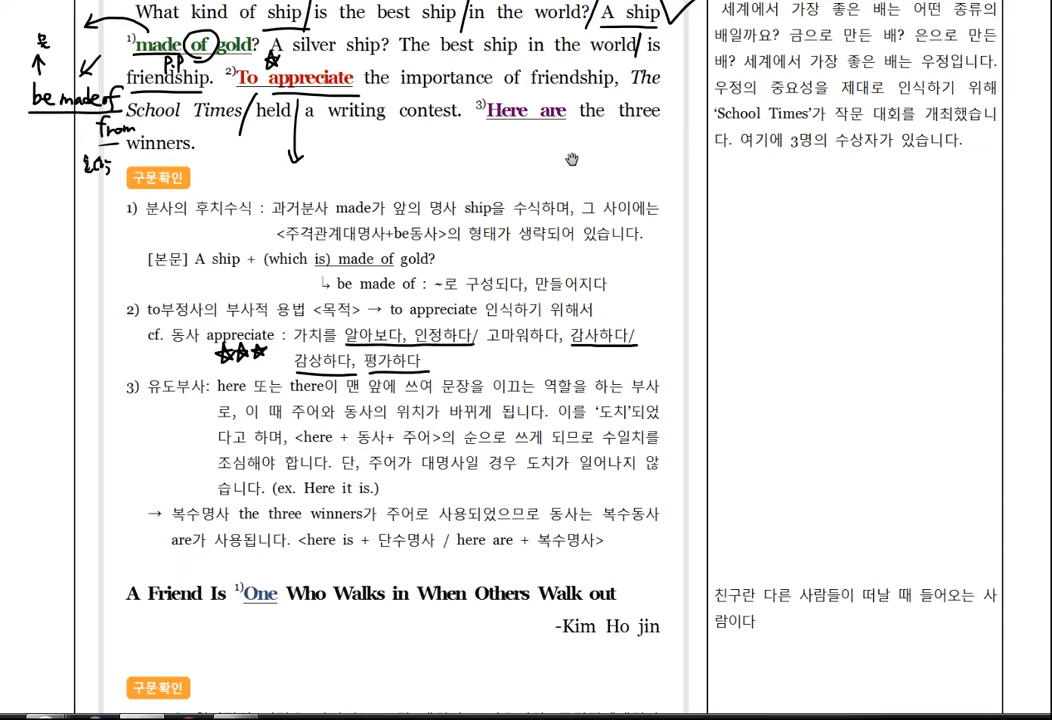 What kind of ship is the best ship in the world? A ship
1)made of gold? A silver ship? The best ship in the world is
p.p
friendship. 2)To appreciate the importance of friendship, The
be made of
School Times held a writing contest. 3)Here are the three
from
winners.
구문확인
1) 분사의 후치수식 : 과거분사 made가 앞의 명사 ship을 수식하며, 그 사이에는
<주격관계대명사+be동사>의 형태가 생략되어 있습니다.
[본문] A ship + (which is) made of gold?
↳ be made of : ~로 구성되다, 만들어지다
2) to부정사의 부사적 용법 <목적> → to appreciate 인식하기 위해서
cf. 동사 appreciate : 가치를 알아보다, 인정하다/ 고마워하다, 감사하다/
감상하다, 평가하다
3) 유도부사: here 또는 there이 맨 앞에 쓰여 문장을 이끄는 역할을 하는 부사
로, 이 때 주어와 동사의 위치가 바뀌게 됩니다. 이를 ‘도치’되었
다고 하며, <here + 동사+ 주어>의 순으로 쓰게 되므로 수일치를
조심해야 합니다. 단, 주어가 대명사일 경우 도치가 일어나지 않
습니다. (ex. Here it is.)
→ 복수명사 the three winners가 주어로 사용되었으므로 동사는 복수동사
are가 사용됩니다. <here is + 단수명사 / here are + 복수명사>
A Friend Is 1)One Who Walks in When Others Walk out
-Kim Ho jin
구문확인
세계에서 가장 좋은 배는 어떤 종류의
배일까요? 금으로 만든 배? 은으로 만든
배? 세계에서 가장 좋은 배는 우정입니다.
우정의 중요성을 제대로 인식하기 위해
‘School Times’가 작문 대회를 개최했습니
다. 여기에 3명의 수상자가 있습니다.
친구란 다른 사람들이 떠날 때 들어오는 사
람이다